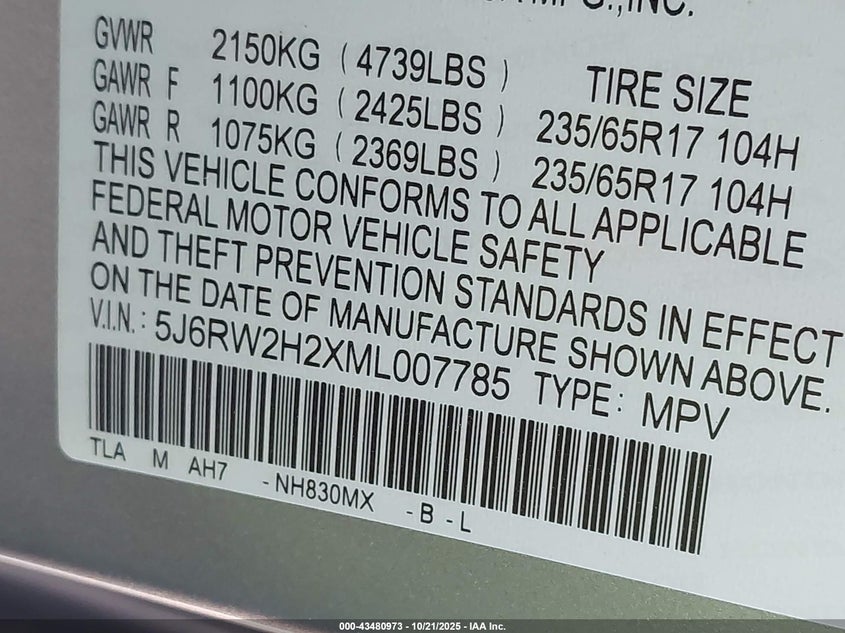 MFG.,INC.
GVWR 2150KG ( 4739LBS ) TIRE SIZE
GAWR F 1100KG ( 2425LBS ) 235/65R17 104H
GAWR R 1075KG ( 2369LBS ) 235/65R17 104H
THIS VEHICLE CONFORMS TO ALL APPLICABLE
FEDERAL MOTOR VEHICLE SAFETY
AND THEFT PREVENTION STANDARDS IN EFFECT
ON THE DATE OF MANUFACTURE SHOWN ABOVE.
V.I.N.: 5J6RW2H2XML007785 TYPE: MPV
TLA M AH7 -NH830MX -B-L
000-43480973 - 10/21/2025 - IAA Inc.